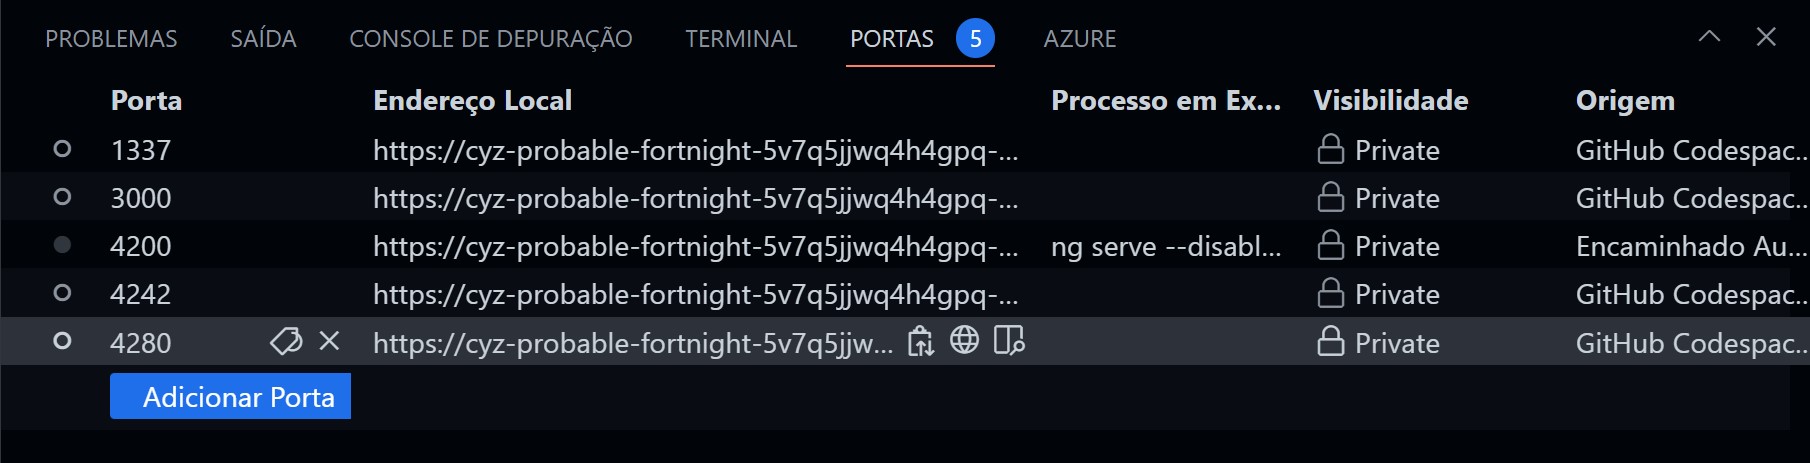 PROBLEMAS SAÍDA CONSOLE DE DEPURAÇÃO TERMINAL PORTAS 5 AZURE
Porta Endereço Local Processo em Ex... Visibilidade Origem
1337 https://cyz-probable-fortnight-5v7q5jjwq4h4gpq-... Private GitHub Codespac...
3000 https://cyz-probable-fortnight-5v7q5jjwq4h4gpq-... Private GitHub Codespac...
4200 https://cyz-probable-fortnight-5v7q5jjwq4h4gpq-... ng serve --disabl... Private Encaminhado Au...
4242 https://cyz-probable-fortnight-5v7q5jjwq4h4gpq-... Private GitHub Codespac...
4280 https://cyz-probable-fortnight-5v7q5jjw... Private GitHub Codespac...
Adicionar Porta